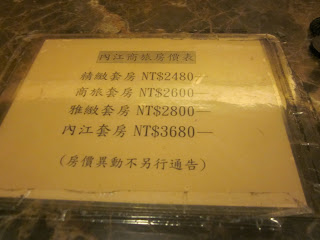 內江商旅房價表
精緻套房 NT$2480—
商旅套房 NT$2600—
雅緻套房 NT$2800—
內江套房 NT$3680—
(房價異動不另行通告)